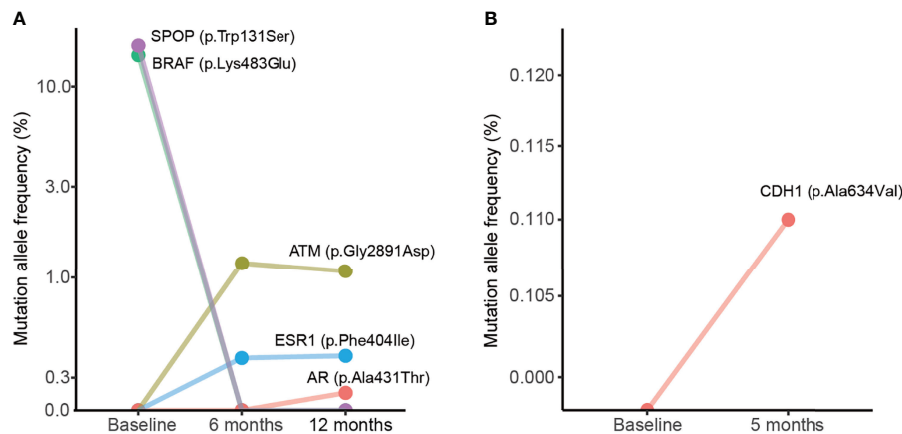 A
Mutation allele frequency (%)
10.0
3.0
1.0
0.3
0.0
SPOP (p.Trp131Ser)
BRAF (p.Lys483Glu)
ATM (p.Gly2891Asp)
ESR1 (p.Phe404Ile)
AR (p.Ala431Thr)
Baseline 6 months 12 months
B
Mutation allele frequency (%)
0.120
0.115
0.110
0.105
0.000
CDH1 (p.Ala634Val)
Baseline 5 months